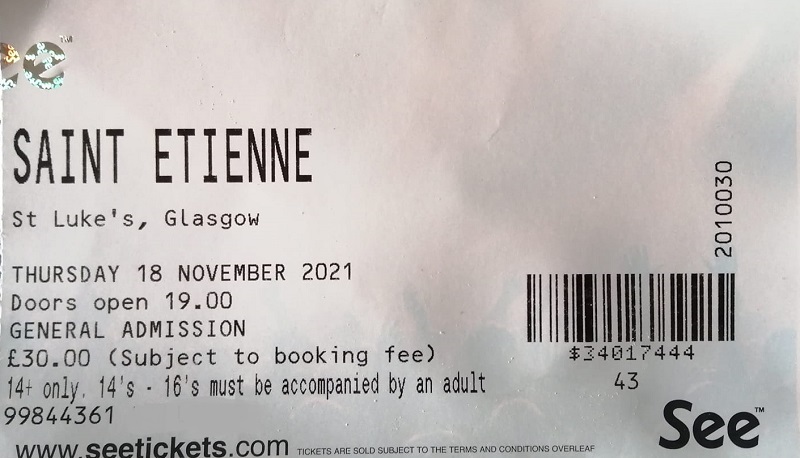 SAINT ETIENNE
St Luke's, Glasgow
THURSDAY 18 NOVEMBER 2021
Doors open 19.00
GENERAL ADMISSION
£30.00 (Subject to booking fee)
14+ only. 14's - 16's must be accompanied by an adult
99844361
www.seetickets.com TICKETS ARE SOLD SUBJECT TO THE TERMS AND CONDITIONS OVERLEAF
2010030
$34017444
43
See™